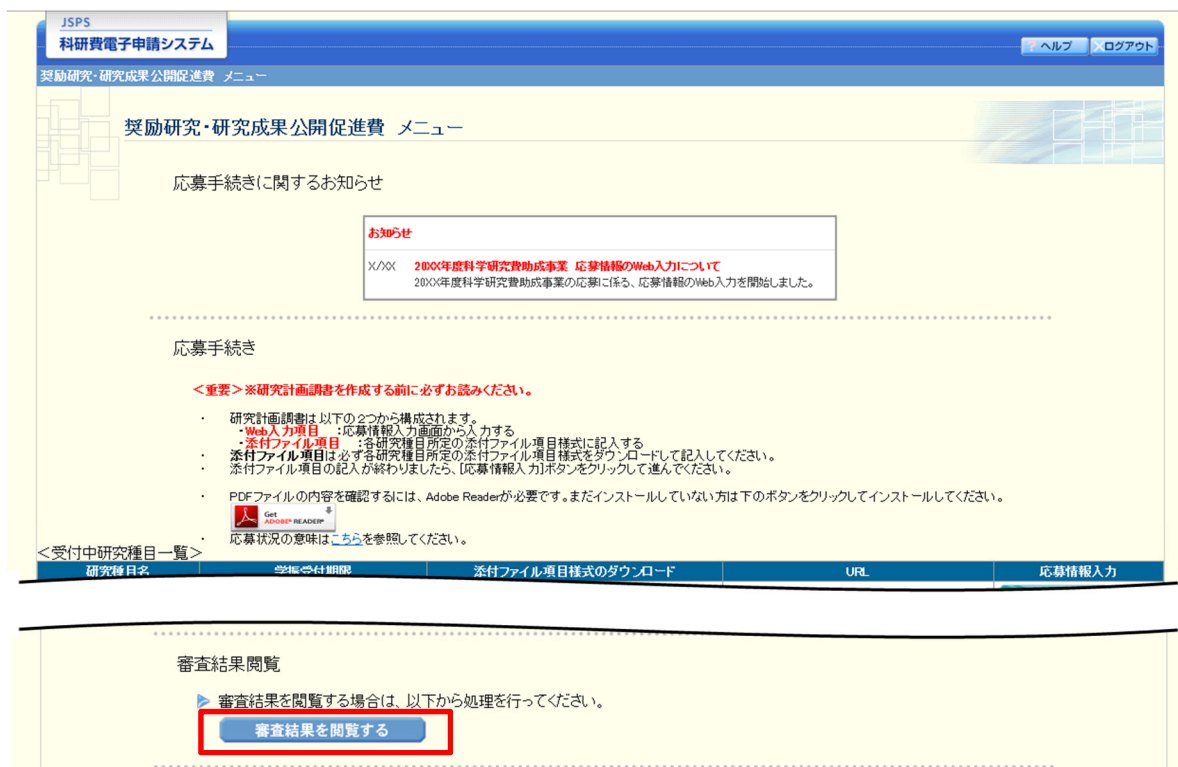 JSPS
科研費電子申請システム
ヘルプ
ログアウト
奨励研究・研究成果公開促進費 メニュー
奨励研究・研究成果公開促進費 メニュー
応募手続きに関するお知らせ
お知らせ
X/XX 20XX年度科学研究費助成事業 応募情報のWeb入力について
20XX年度科学研究費助成事業の応募に係る、応募情報のWeb入力を開始しました。
応募手続き
＜重要＞※研究計画調書を作成する前に必ずお読みください。
・ 研究計画調書は以下の2つから構成されます。
・Web入力項目 ：応募情報入力画面から入力する
・添付ファイル項目 ：各研究種目所定の添付ファイル項目様式に記入する
・ 添付ファイル項目は必ず各研究種目所定の添付ファイル項目様式をダウンロードして記入してください。
・ 添付ファイル項目の記入が終わりましたら、[応募情報入力]ボタンをクリックして進んでください。
・ PDFファイルの内容を確認するには、Adobe Readerが必要です。まだインストールしていない方は下のボタンをクリックしてインストールしてください。
Get
ADOBE® READER®
・ 応募状況の意味はこちらを参照してください。
＜受付中研究種目一覧＞
研究種目名 学振受付期限 添付ファイル項目様式のダウンロード URL 応募情報入力
審査結果閲覧
審査結果を閲覧する場合は、以下から処理を行ってください。
審査結果を閲覧する